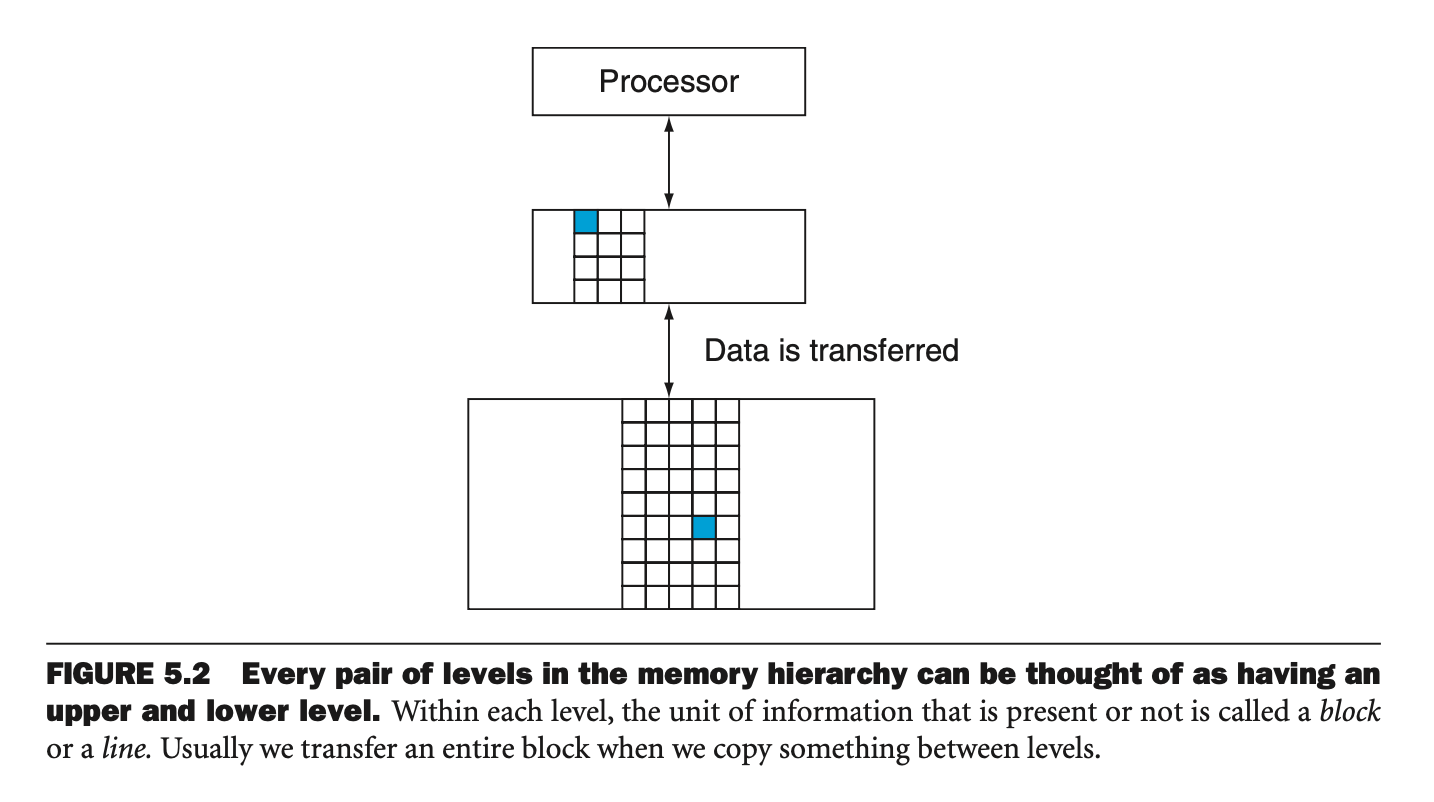 Processor
Data is transferred
FIGURE 5.2 Every pair of levels in the memory hierarchy can be thought of as having an
upper and lower level. Within each level, the unit of information that is present or not is called a block
or a line. Usually we transfer an entire block when we copy something between levels.